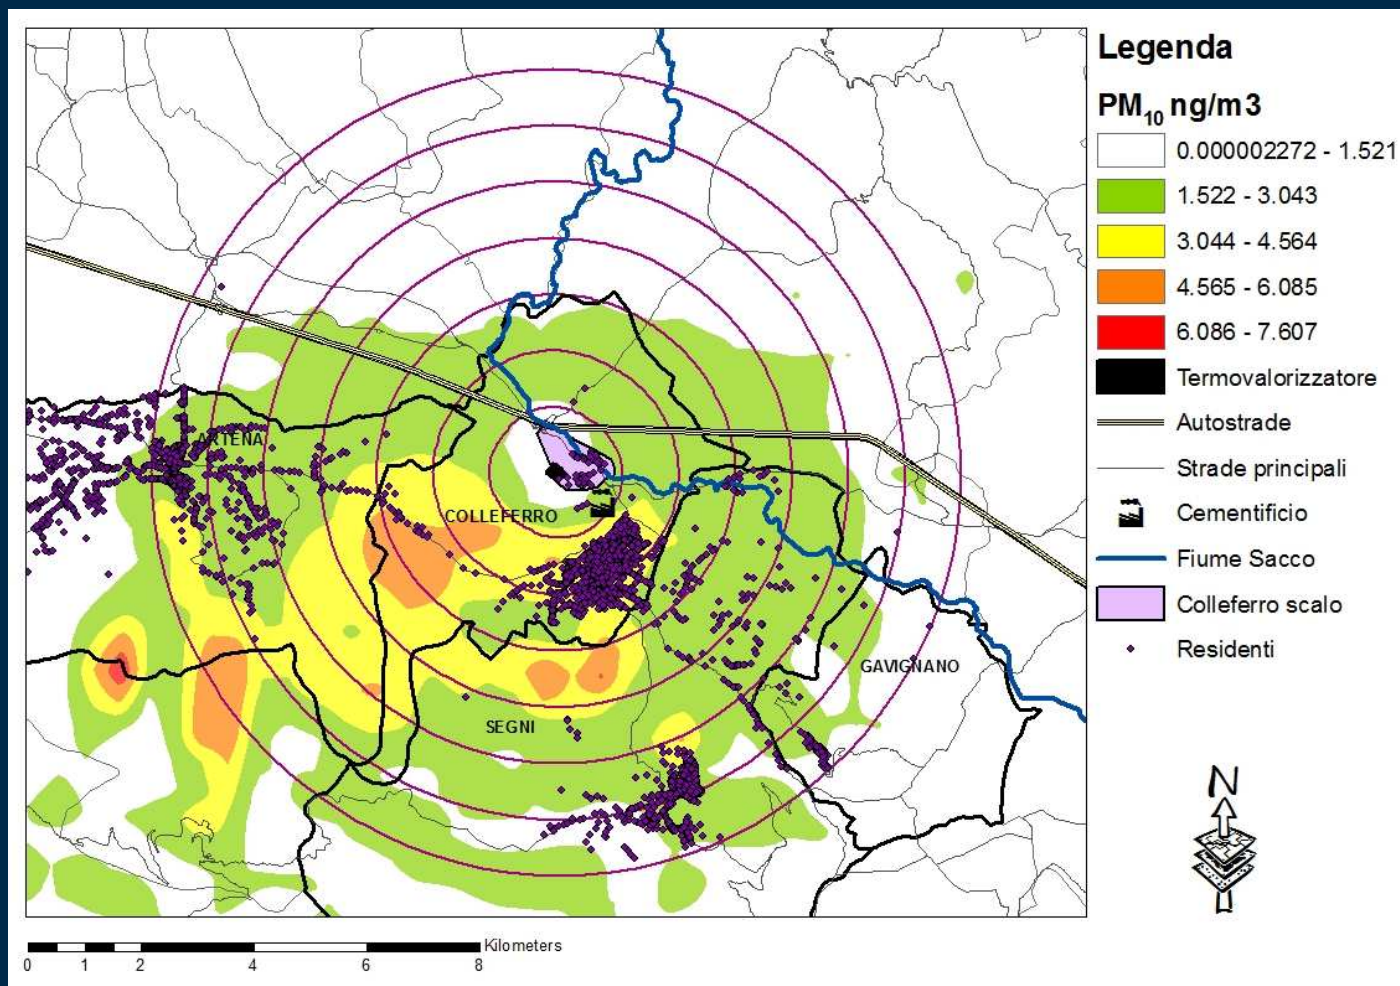 Legenda
PM10 ng/m3
0.000002272 - 1.521
1.522 - 3.043
3.044 - 4.564
4.565 - 6.085
6.086 - 7.607
Termovalorizzatore
Autostrade
Strade principali
Cementificio
Fiume Sacco
Colleferro scalo
Residenti
ARTENA
COLLEFERRO
GAVIGNANO
SEGNI
N
Kilometers
0 1 2 4 6 8